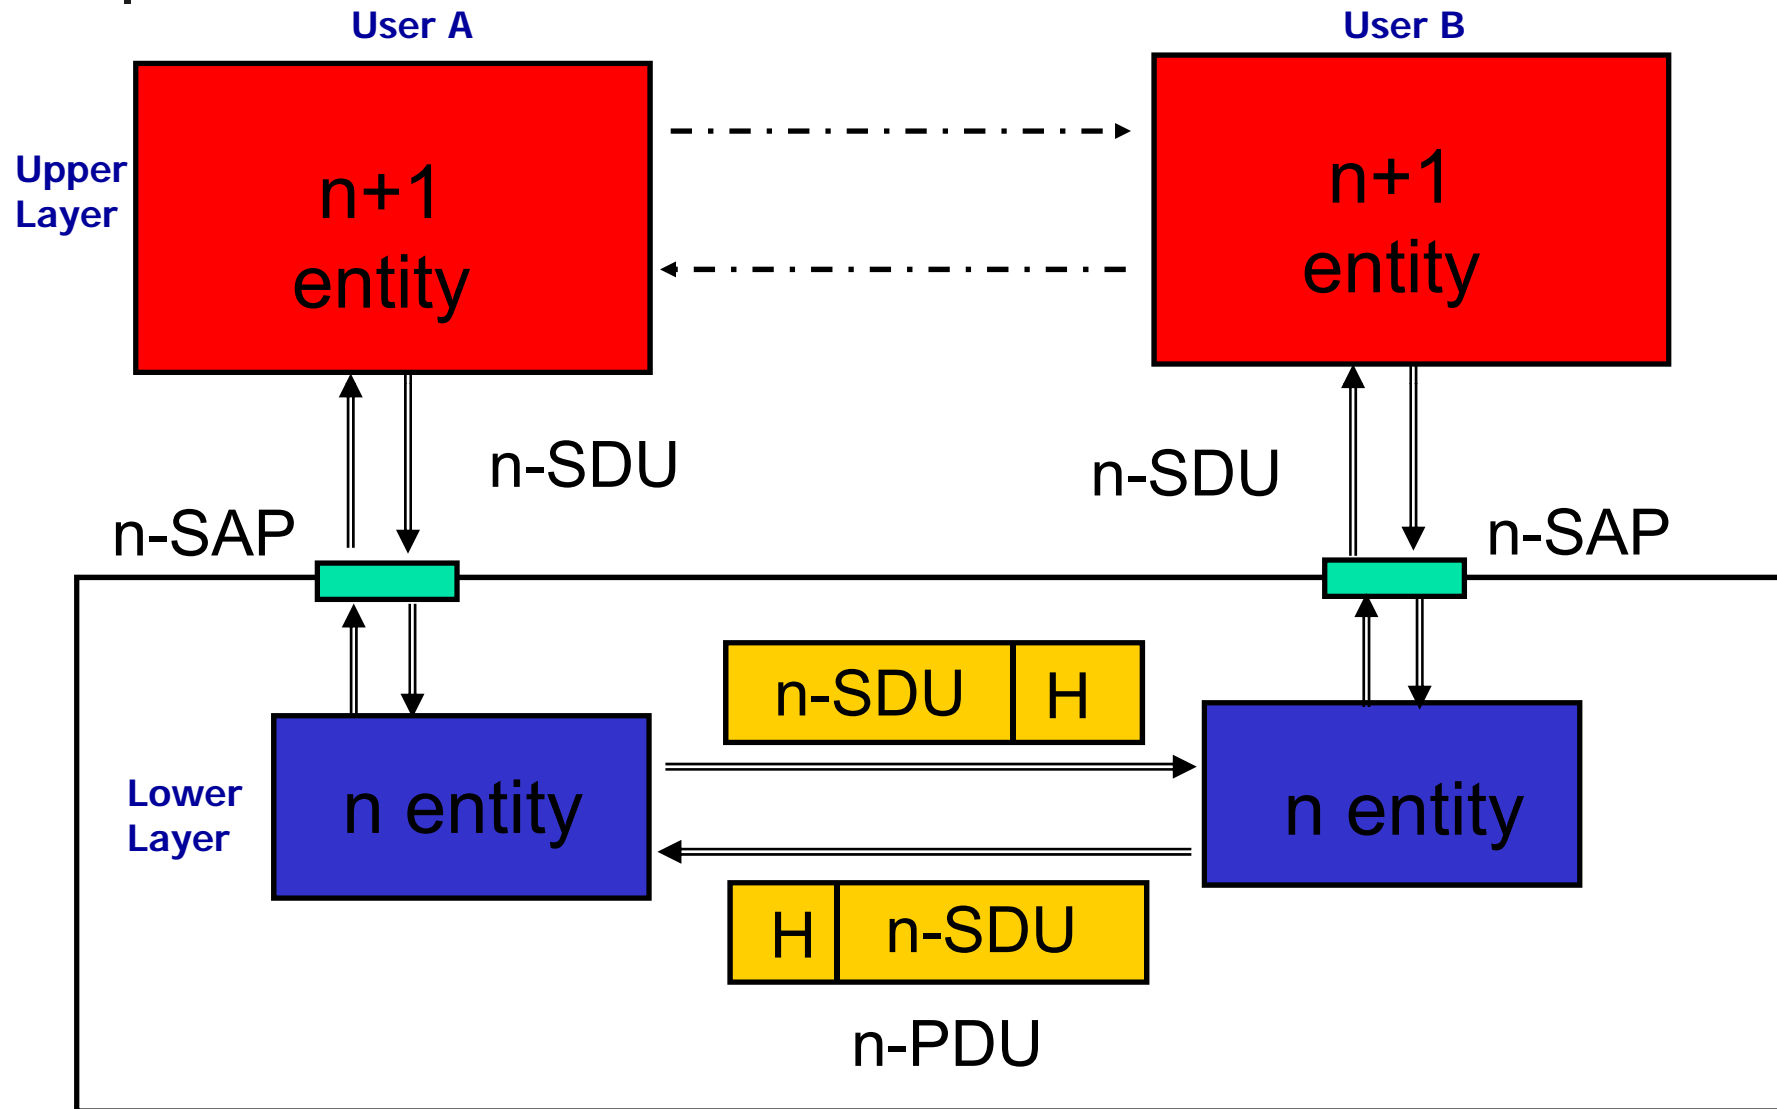 User A
User B
Upper
Layer
n+1
entity
n+1
entity
n-SDU
n-SDU
n-SAP
n-SAP
n-SDU
H
Lower
Layer
n entity
n entity
H
n-SDU
n-PDU